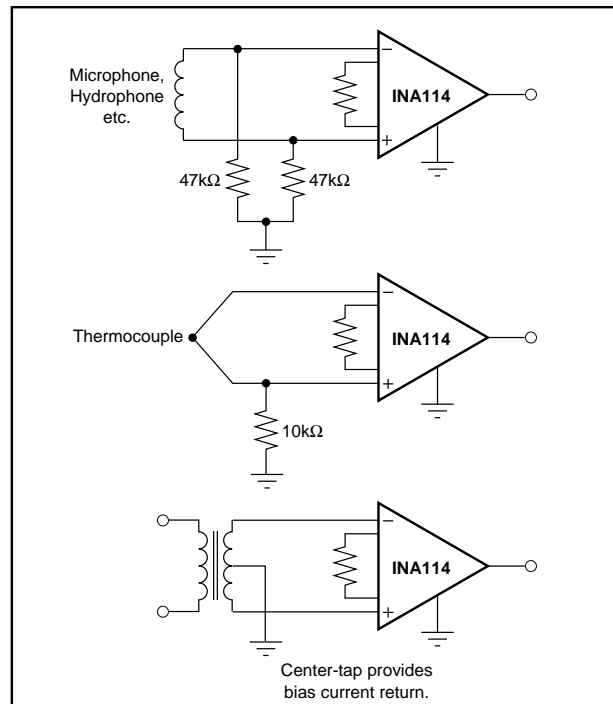 Microphone,
Hydrophone
etc.
INA114
47kΩ
47kΩ
Thermocouple
INA114
10kΩ
INA114
Center-tap provides
bias current return.